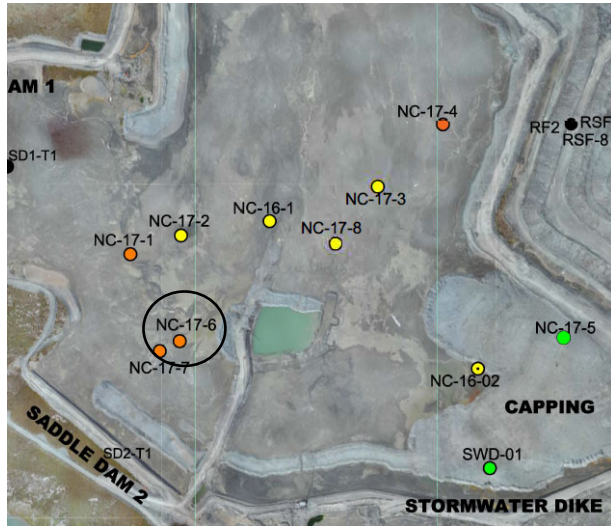 NC-17-4
RSF
RF2
RSF-8
AM 1
SD1-T1
NC-17-3
NC-16-1
NC-17-2
NC-17-8
NC-17-1
NC-17-6
NC-17-5
NC-17-7
NC-16-02
CAPPING
SD2-T1
SWD-01
SADDLE DAM 2
STORMWATER DIKE